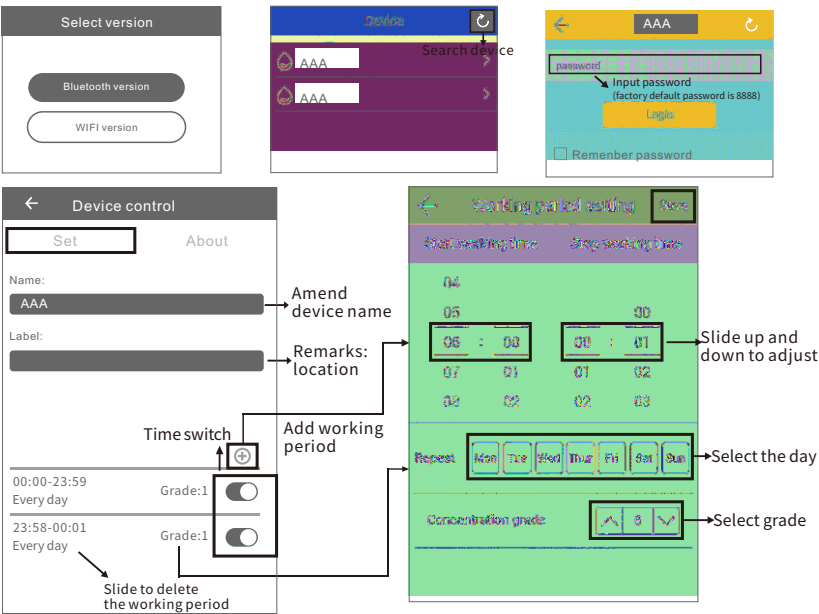 Select version
Bluetooth version
WIFI version
Device
Search device
AAA
AAA
AAA
password
Input password
(factory default password is 8888)
Login
Remenber password
Device control
Set
About
Name:
AAA
Amend
device name
Label:
Remarks:
location
Time switch
Add working
period
00:00-23:59
Every day
Grade:1
23:58-00:01
Every day
Grade:1
Slide to delete
the working period
Working period setting
Save
Start working time
Stop working time
04
05
00
06 : 00
00 : 01
Slide up and
down to adjust
07 01 01 02
08 02 02 03
Repeat
Mon Tue Wed Thur Fri Sat Sun
Select the day
Concentration grade
Select grade